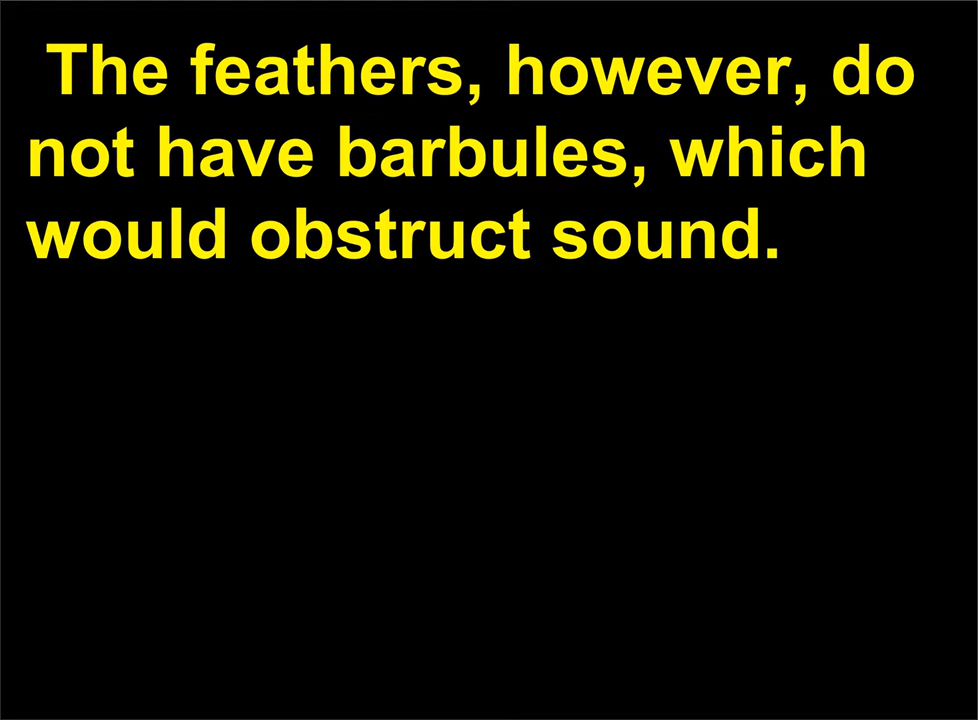 The feathers, however, do
not have barbules, which
would obstruct sound.